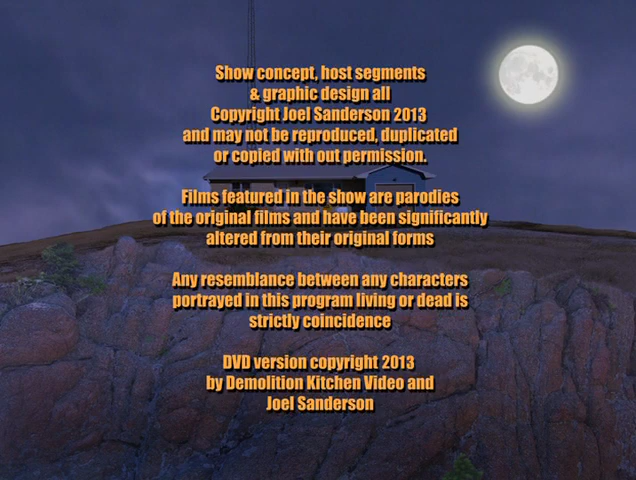 Show concept, host segments
& graphic design all
Copyright Joel Sanderson 2013
and may not be reproduced, duplicated
or copied with out permission.
Films featured in the show are parodies
of the original films and have been significantly
altered from their original forms
Any resemblance between any characters
portrayed in this program living or dead is
strictly coincidence
DVD version copyright 2013
by Demolition Kitchen Video and
Joel Sanderson